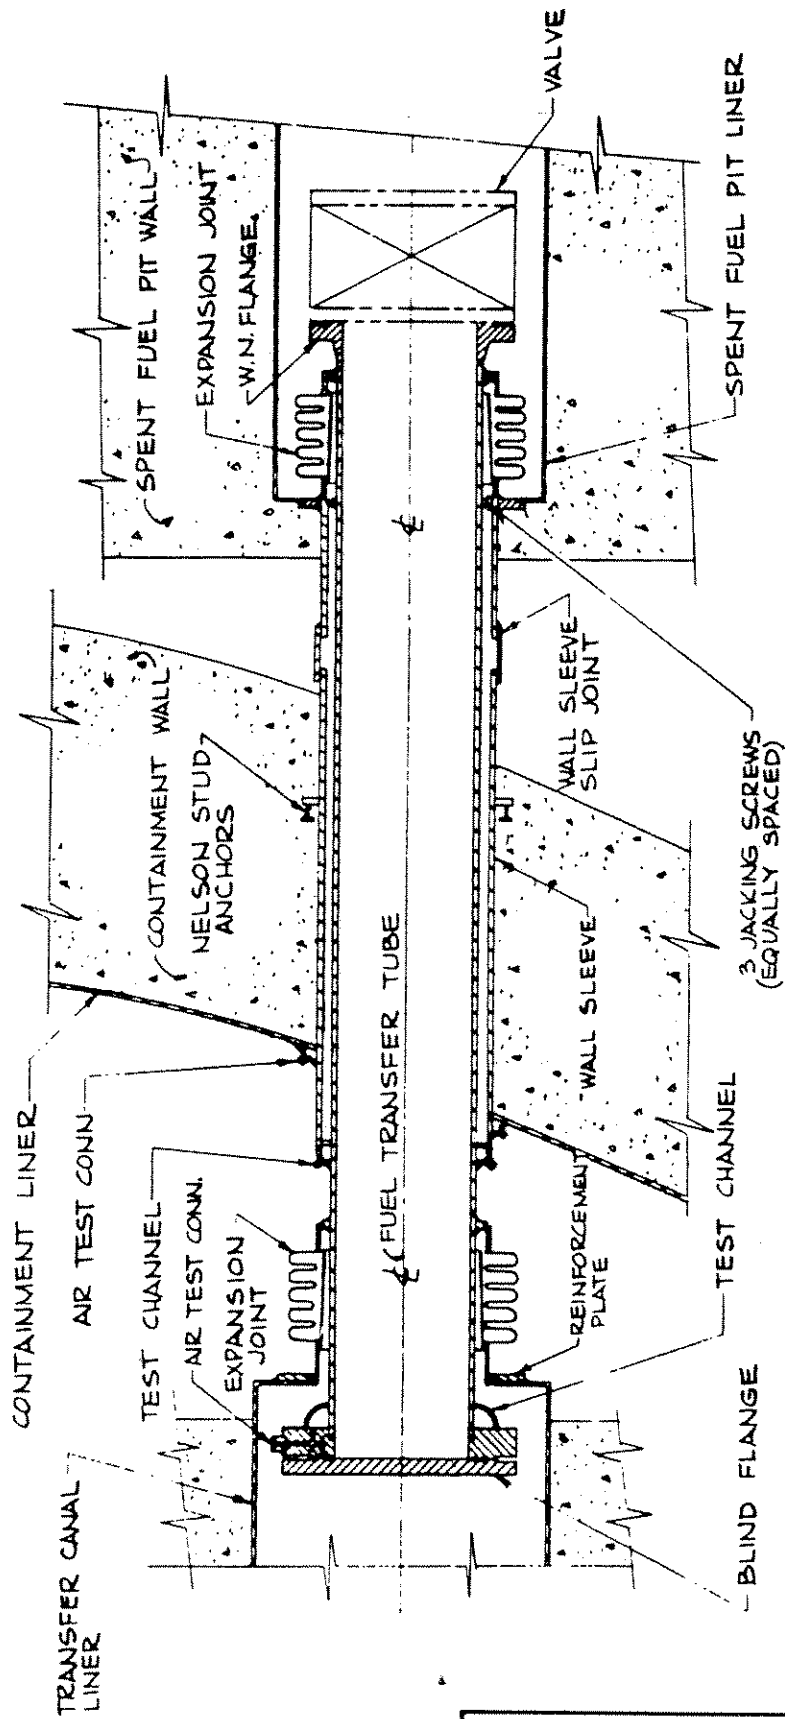 TRANSFER CANAL
LINER
CONTAINMENT LINER
AIR TEST CONN
TEST CHANNEL
AIR TEST CONN.
EXPANSION
JOINT
CONTAINMENT WALL
NELSON STUD
ANCHORS
SPENT FUEL PIT WALL
EXPANSION JOINT
W.N. FLANGE
℄ FUEL TRANSFER TUBE
℄
VALVE
BLIND FLANGE
REINFORCEMENT
PLATE
TEST CHANNEL
WALL SLEEVE
WALL SLEEVE
SLIP JOINT
3 JACKING SCREWS
(EQUALLY SPACED)
SPENT FUEL PIT LINER